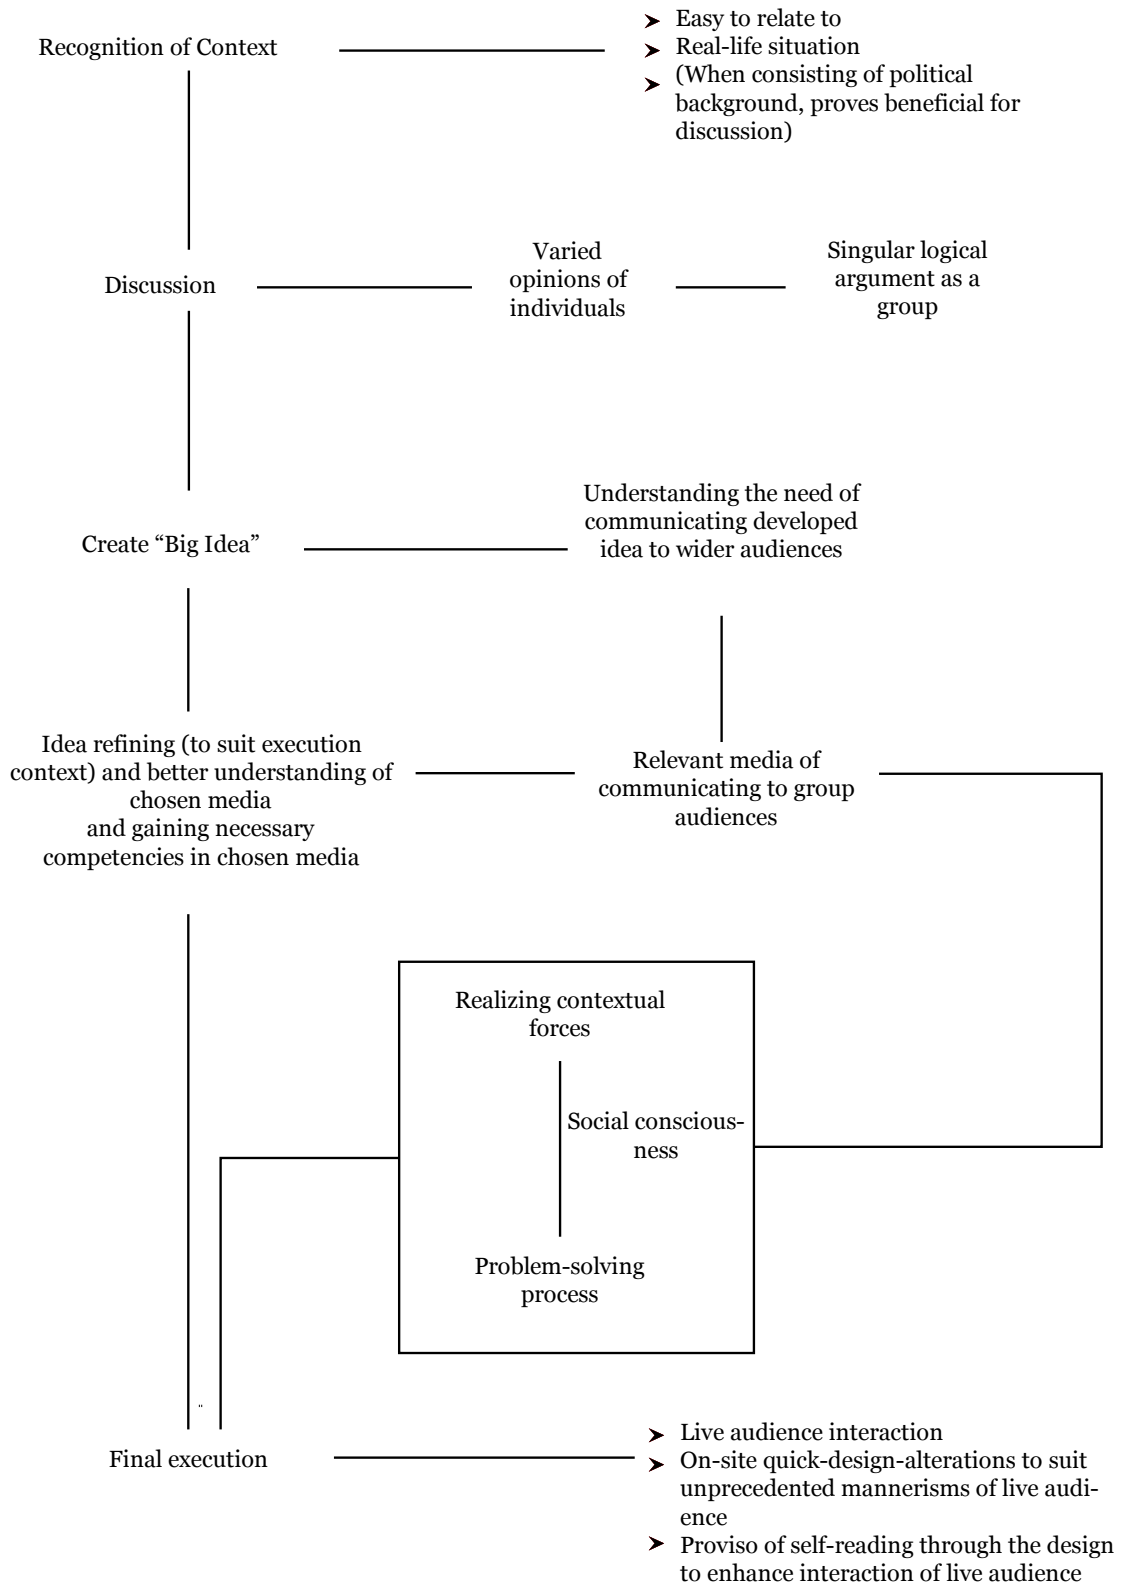 Recognition of Context
➤ Easy to relate to
➤ Real-life situation
➤ (When consisting of political
background, proves beneficial for
discussion)
Discussion
Varied
opinions of
individuals
Singular logical
argument as a
group
Create “Big Idea”
Understanding the need of
communicating developed
idea to wider audiences
Idea refining (to suit execution
context) and better understanding of
chosen media
and gaining necessary
competencies in chosen media
Relevant media of
communicating to group
audiences
Realizing contextual
forces
Social conscious-
ness
Problem-solving
process
Final execution
➤ Live audience interaction
➤ On-site quick-design-alterations to suit
unprecedented mannerisms of live audi-
ence
➤ Proviso of self-reading through the design
to enhance interaction of live audience